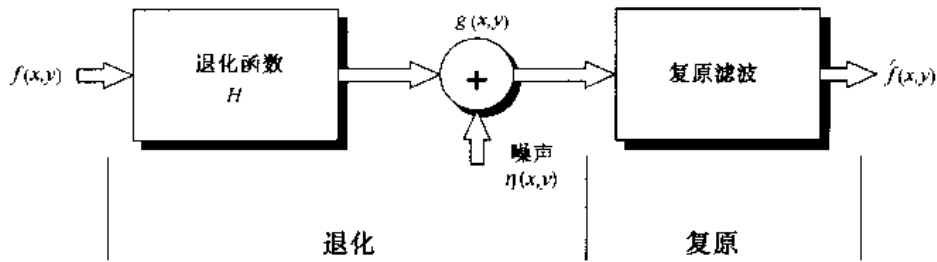 g(x,y)
f(x,y)
退化函数
H
+
复原滤波
f̂(x,y)
噪声
η(x,y)
退化
复原